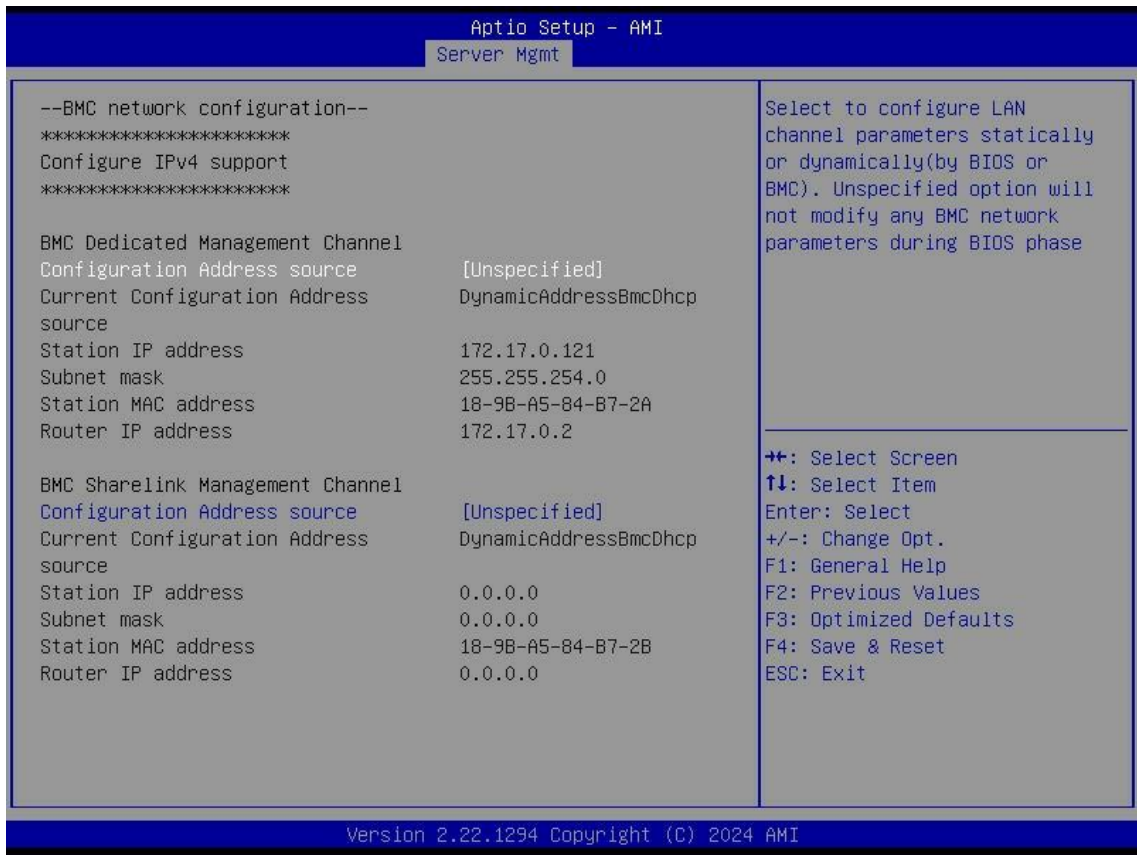 Aptio Setup – AMI
Server Mgmt
--BMC network configuration--
**********************
Configure IPv4 support
**********************
BMC Dedicated Management Channel
Configuration Address source [Unspecified]
Current Configuration Address DynamicAddressBmcDhcp
source
Station IP address 172.17.0.121
Subnet mask 255.255.254.0
Station MAC address 18-9B-A5-84-B7-2A
Router IP address 172.17.0.2
BMC Sharelink Management Channel
Configuration Address source [Unspecified]
Current Configuration Address DynamicAddressBmcDhcp
source
Station IP address 0.0.0.0
Subnet mask 0.0.0.0
Station MAC address 18-9B-A5-84-B7-2B
Router IP address 0.0.0.0
Select to configure LAN
channel parameters statically
or dynamically(by BIOS or
BMC). Unspecified option will
not modify any BMC network
parameters during BIOS phase
→←: Select Screen
↑↓: Select Item
Enter: Select
+/-: Change Opt.
F1: General Help
F2: Previous Values
F3: Optimized Defaults
F4: Save & Reset
ESC: Exit
Version 2.22.1294 Copyright (C) 2024 AMI